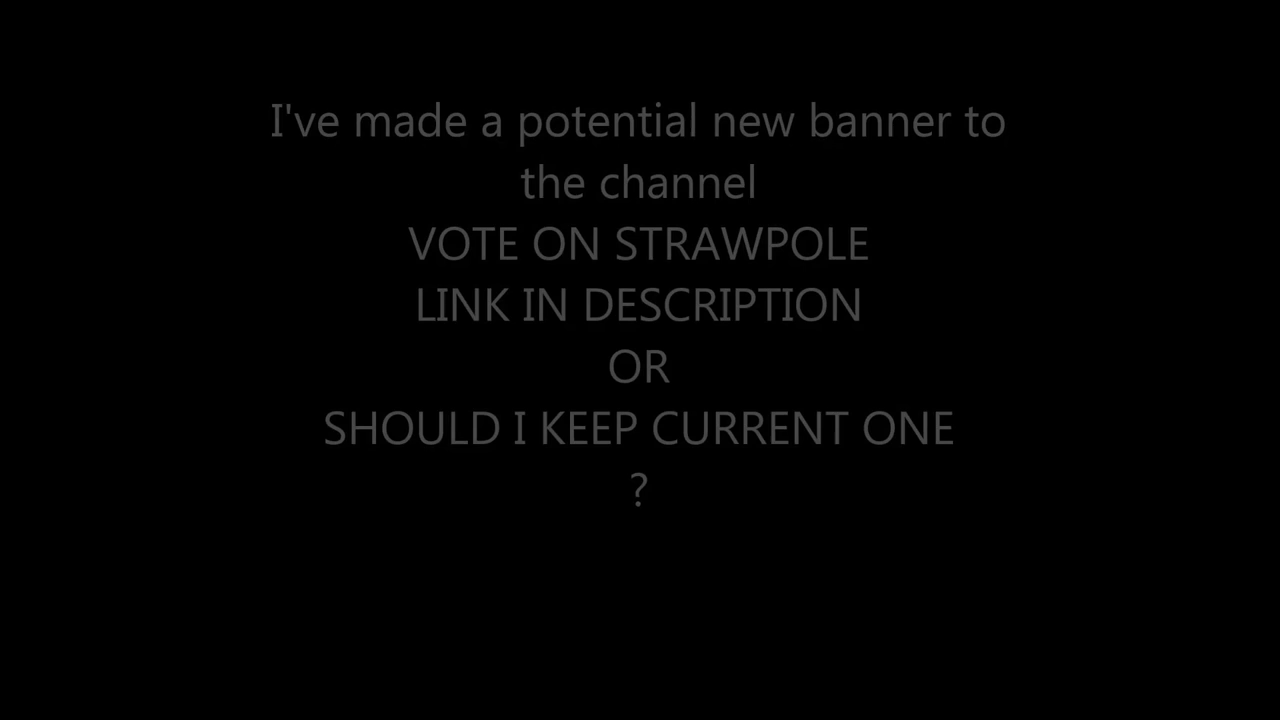 I've made a potential new banner to
the channel
VOTE ON STRAWPOLE
LINK IN DESCRIPTION
OR
SHOULD I KEEP CURRENT ONE
?